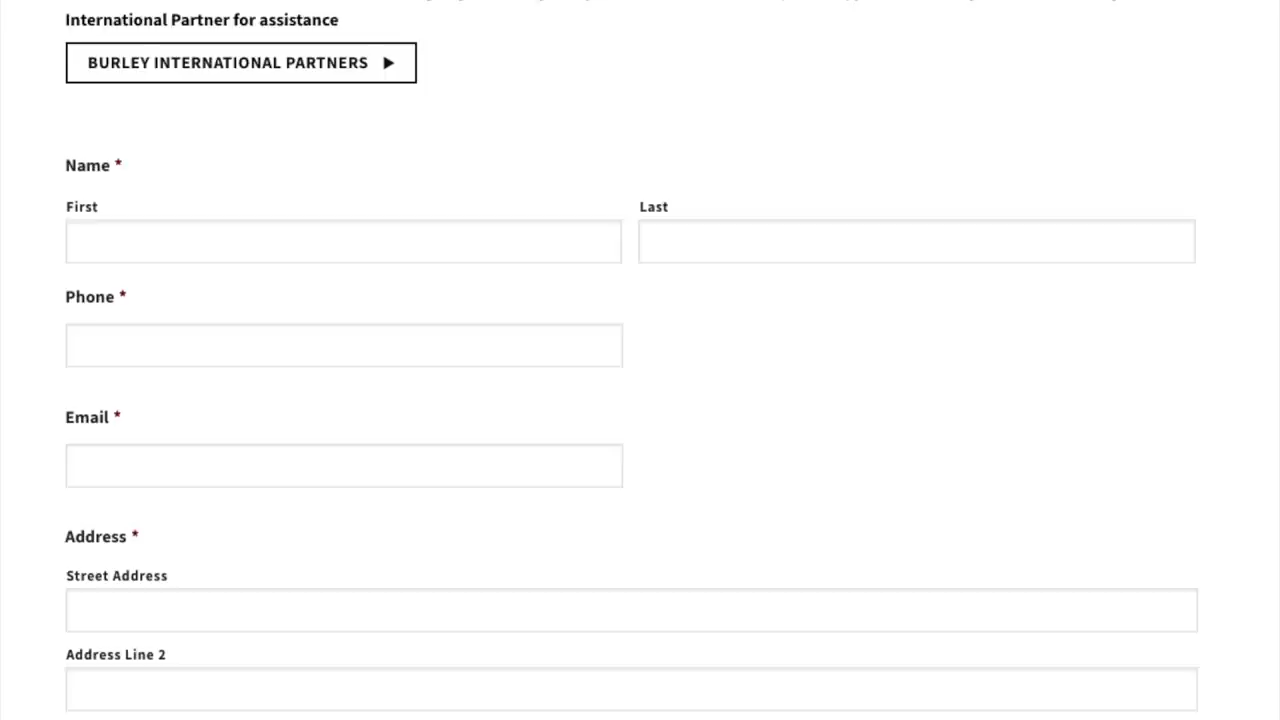 International Partner for assistance
BURLEY INTERNATIONAL PARTNERS
Name *
First
Last
Phone *
Email *
Address *
Street Address
Address Line 2